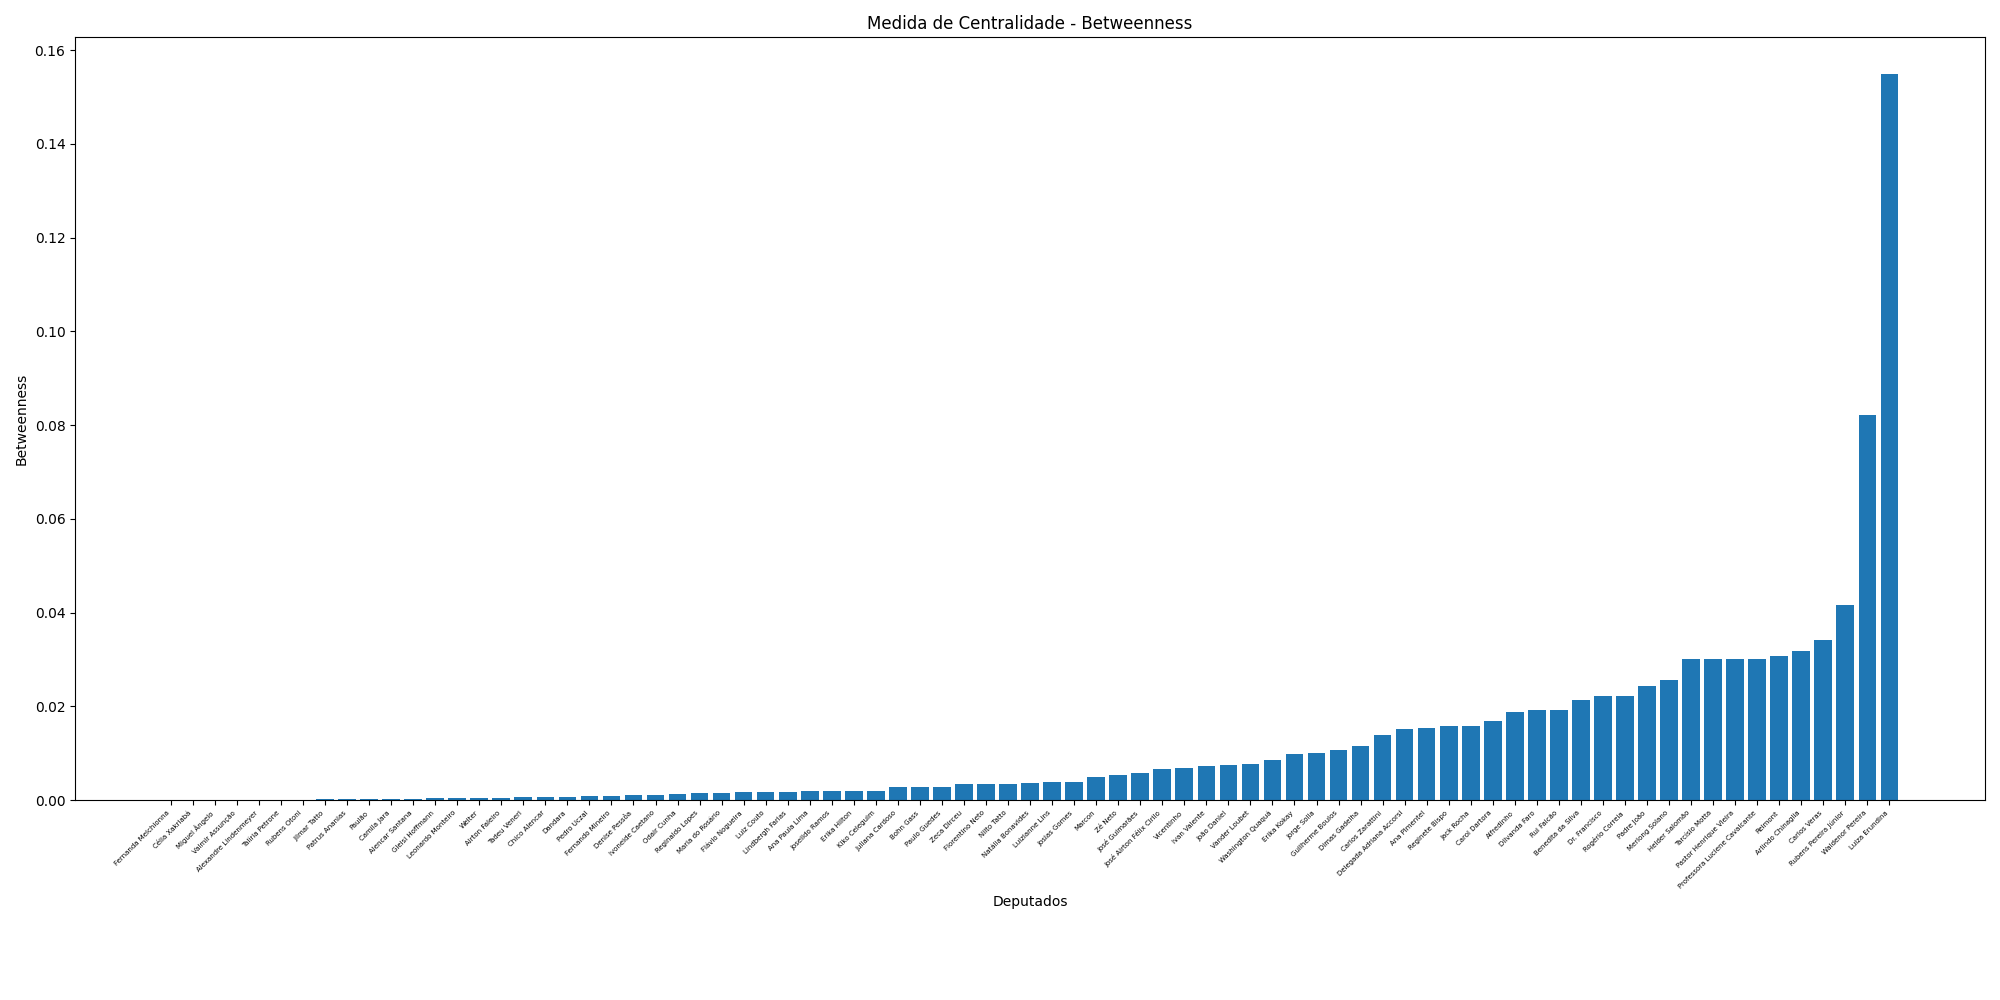 Medida de Centralidade - Betweenness
0.16
0.14
0.12
0.10
0.08
0.06
0.04
0.02
0.00
Betweenness
Fernanda Melchionna
Célia Xakriabá
Miguel Ângelo
Valmir Assunção
Alexandre Lindenmeyer
Talíria Petrone
Rubens Otoni
Jilmar Tatto
Patrus Ananias
Paulão
Camila Jara
Alencar Santana
Gleisi Hoffmann
Leonardo Monteiro
Welter
Airton Faleiro
Tadeu Veneri
Chico Alencar
Dandara
Pedro Uczai
Fernando Mineiro
Denise Pessôa
Ivoneide Caetano
Odair Cunha
Reginaldo Lopes
Maria do Rosário
Flávio Nogueira
Luiz Couto
Lindbergh Farias
Ana Paula Lima
Joseildo Ramos
Erika Hilton
Kiko Celeguim
Juliana Cardoso
Bohn Gass
Paulo Guedes
Zeca Dirceu
Florentino Neto
Nilto Tatto
Natália Bonavides
Luizianne Lins
Josias Gomes
Marcon
Zé Neto
José Guimarães
José Airton Félix Cirilo
Vicentinho
Ivan Valente
João Daniel
Vander Loubet
Washington Quaquá
Erika Kokay
Jorge Solla
Guilherme Boulos
Dimas Gadelha
Carlos Zarattini
Delegada Adriana Accorsi
Ana Pimentel
Reginete Bispo
Jack Rocha
Carol Dartora
Alfredinho
Dilvanda Faro
Rui Falcão
Benedita da Silva
Dr. Francisco
Rogério Correia
Padre João
Merlong Solano
Helder Salomão
Tarcísio Motta
Pastor Henrique Vieira
Professora Luciene Cavalcante
Reimont
Arlindo Chinaglia
Carlos Veras
Rubens Pereira Júnior
Waldenor Pereira
Luiza Erundina
Deputados